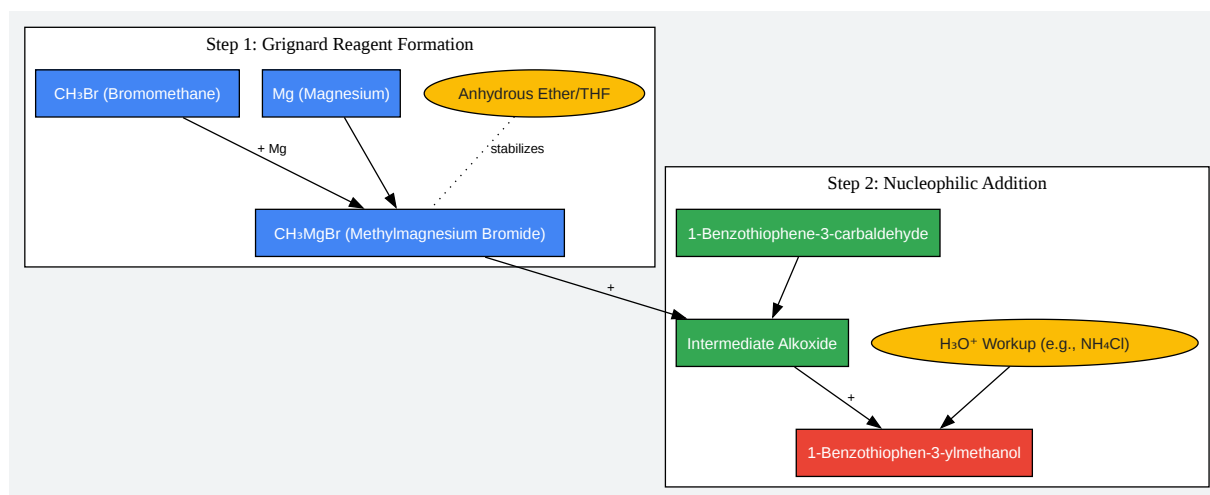 Step 1: Grignard Reagent Formation
CH₃Br (Bromomethane)
Mg (Magnesium)
Anhydrous Ether/THF
+ Mg
stabilizes
CH₃MgBr (Methylmagnesium Bromide)
+
Step 2: Nucleophilic Addition
1-Benzothiophene-3-carbaldehyde
Intermediate Alkoxide
H₃O⁺ Workup (e.g., NH₄Cl)
+
1-Benzothiophen-3-ylmethanol